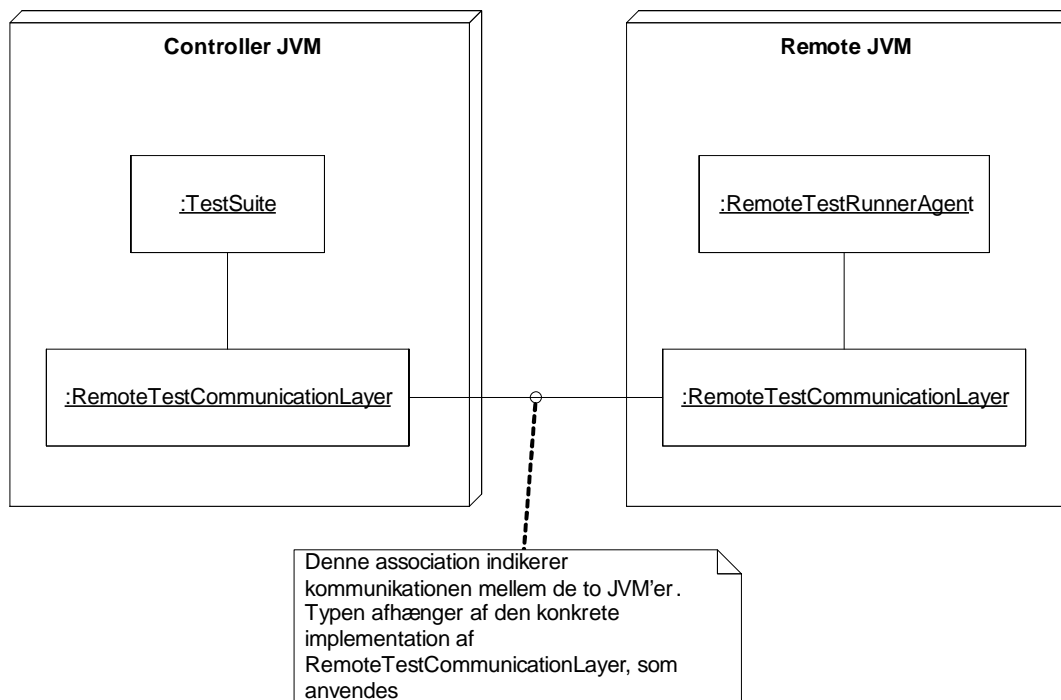 Controller JVM
Remote JVM
:TestSuite
:RemoteTestRunnerAgent
:RemoteTestCommunicationLayer
:RemoteTestCommunicationLayer
Denne association indikerer
kommunikationen mellem de to JVM'er.
Typen afhænger af den konkrete
implementation af
RemoteTestCommunicationLayer, som
anvendes